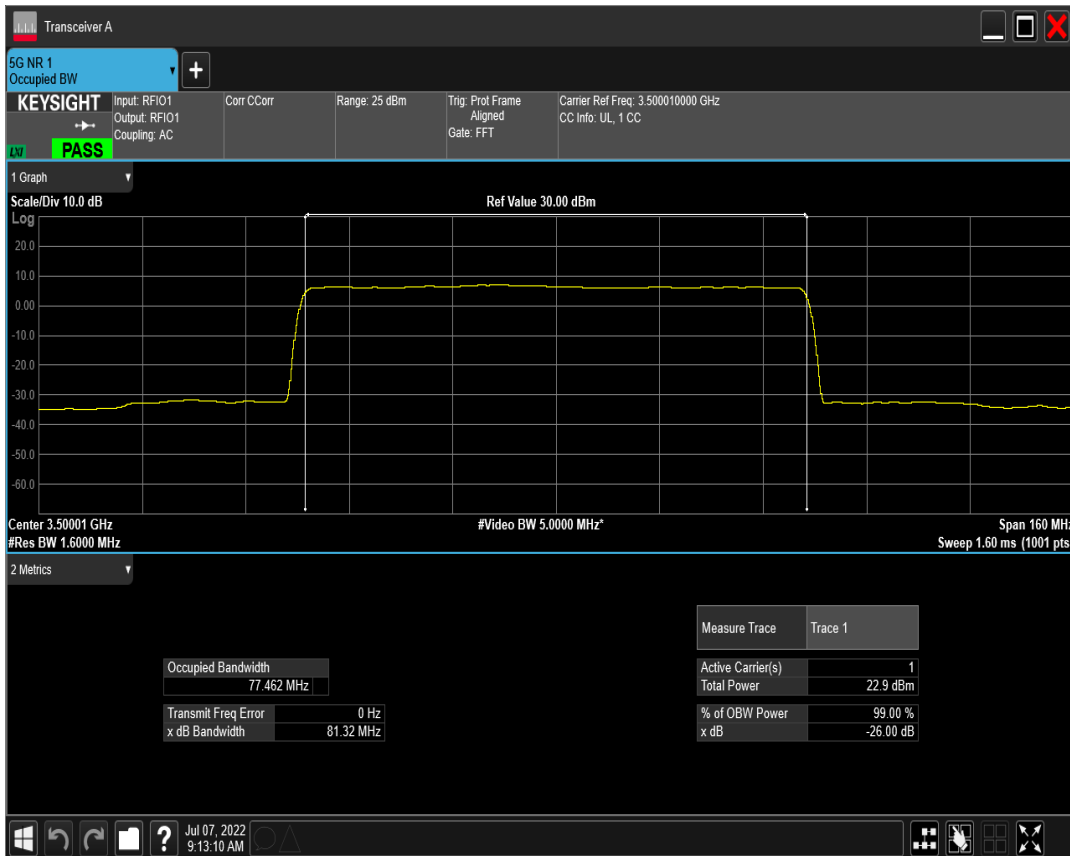 Transceiver A
5G NR 1
Occupied BW
KEYSIGHT
LXI
PASS
Input: RFIO1
Output: RFIO1
Coupling: AC
Corr CCorr
Range: 25 dBm
Trig: Prot Frame
Aligned
Gate: FFT
Carrier Ref Freq: 3.500010000 GHz
CC Info: UL, 1 CC
1 Graph
Scale/Div 10.0 dB
Ref Value 30.00 dBm
Log
20.0
10.0
0.00
-10.0
-20.0
-30.0
-40.0
-50.0
-60.0
Center 3.50001 GHz
#Video BW 5.0000 MHz*
Span 160 MHz
#Res BW 1.6000 MHz
Sweep 1.60 ms (1001 pts
2 Metrics
Measure Trace Trace 1
Occupied Bandwidth
77.462 MHz
Active Carrier(s) 1
Total Power 22.9 dBm
Transmit Freq Error 0 Hz
x dB Bandwidth 81.32 MHz
% of OBW Power 99.00 %
x dB -26.00 dB
?
Jul 07, 2022
9:13:10 AM